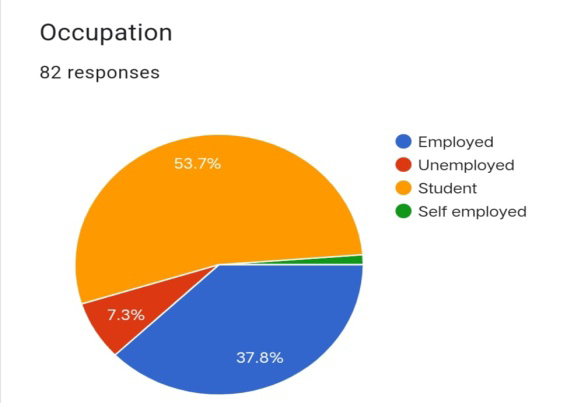 Occupation
82 responses
53.7%
7.3%
37.8%
Employed
Unemployed
Student
Self employed